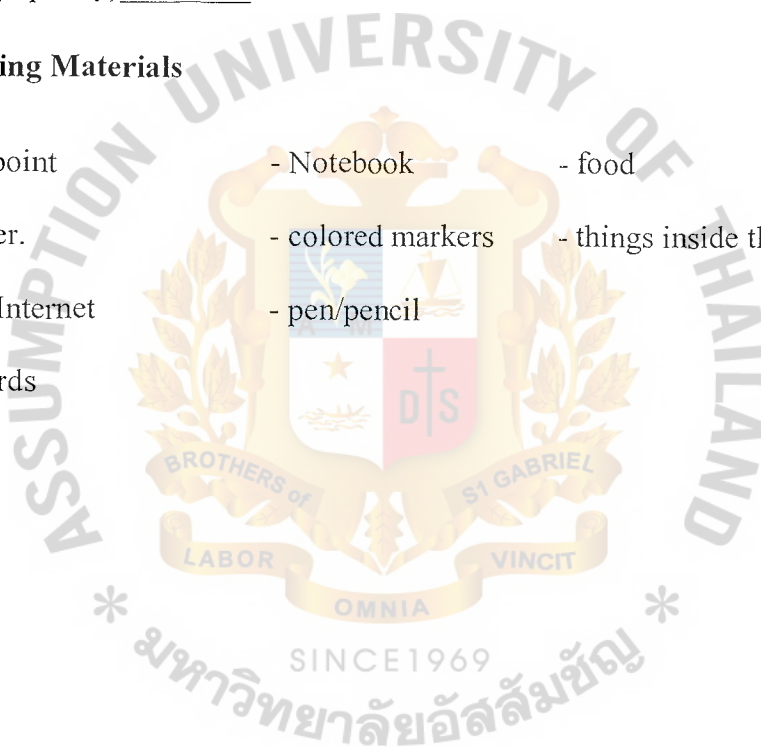 ing Materials
point - Notebook - food
er. - colored markers - things inside th
Internet - pen/pencil
rds
ASSUMPTION UNIVERSITY OF THAILAND
A M
D S
BROTHERS of S1 GABRIEL
LABOR VINCIT
OMNIA
* SINCE1969 *
มหาวิทยาลัยอัสสัมชัญ